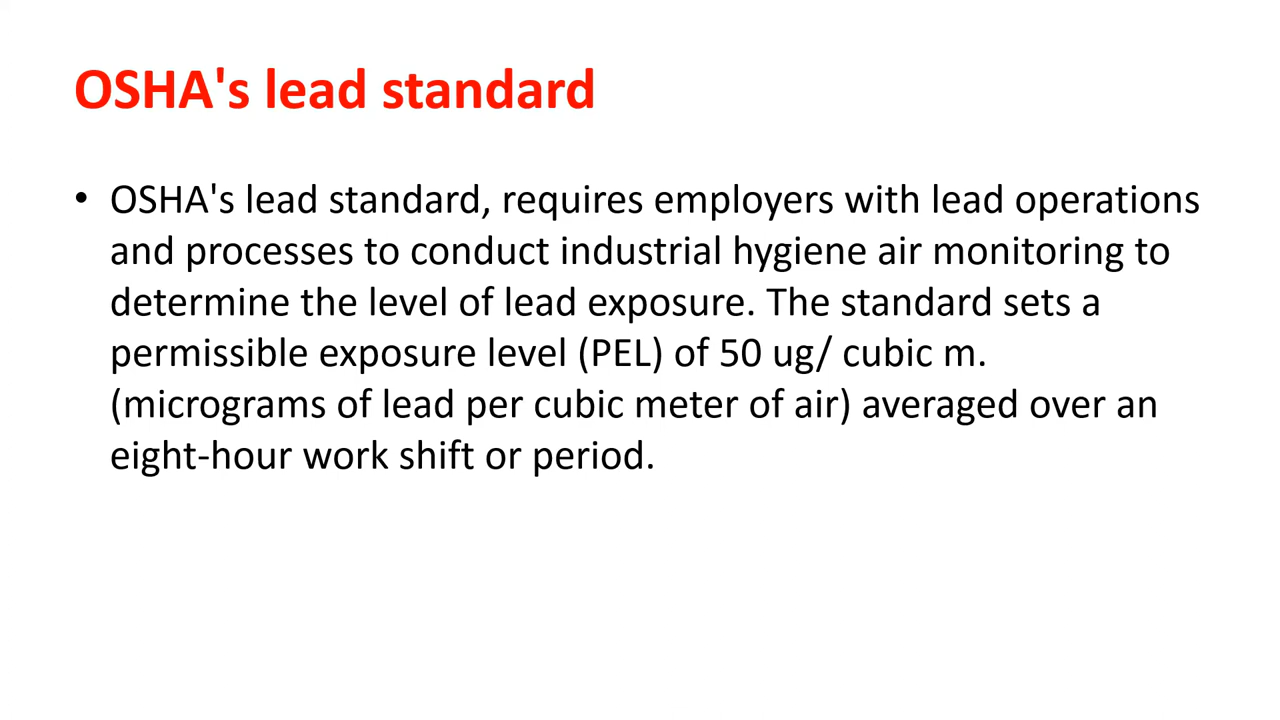 OSHA's lead standard
• OSHA's lead standard, requires employers with lead operations
and processes to conduct industrial hygiene air monitoring to
determine the level of lead exposure. The standard sets a
permissible exposure level (PEL) of 50 ug/ cubic m.
(micrograms of lead per cubic meter of air) averaged over an
eight-hour work shift or period.